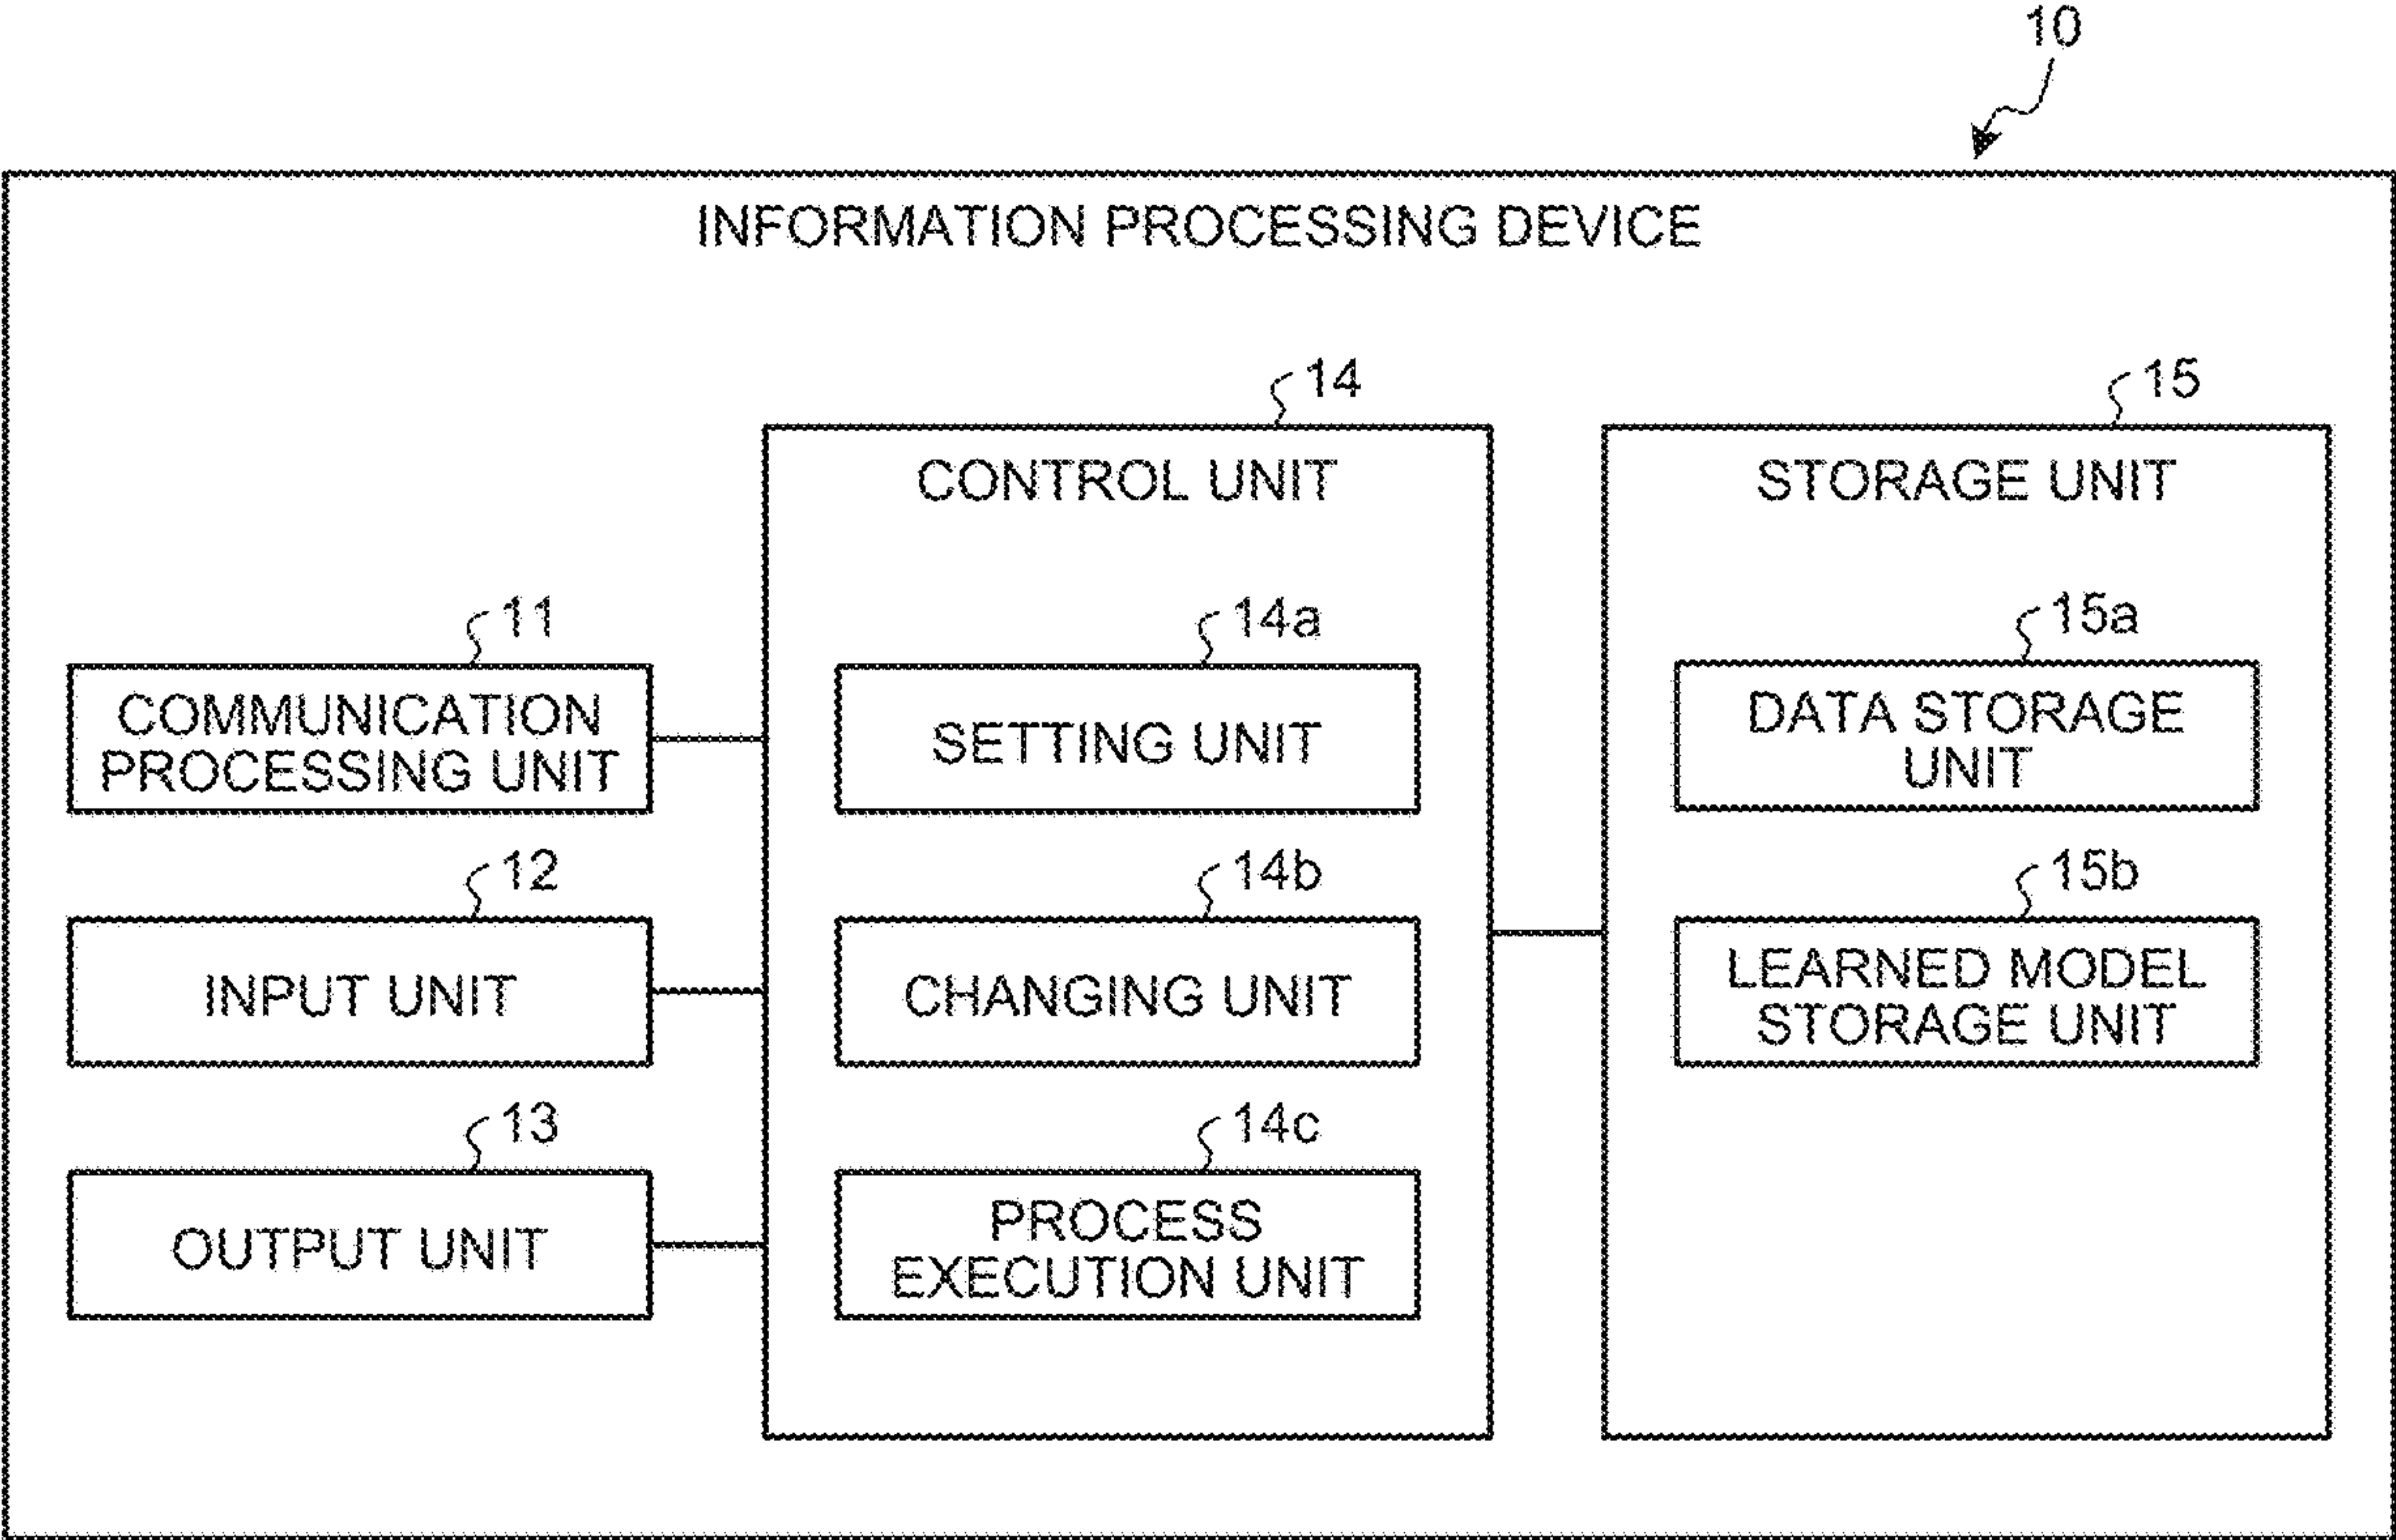 10
INFORMATION PROCESSING DEVICE
14
CONTROL UNIT
15
STORAGE UNIT
11
COMMUNICATION
PROCESSING UNIT
12
INPUT UNIT
13
OUTPUT UNIT
14a
SETTING UNIT
14b
CHANGING UNIT
14c
PROCESS
EXECUTION UNIT
15a
DATA STORAGE
UNIT
15b
LEARNED MODEL
STORAGE UNIT